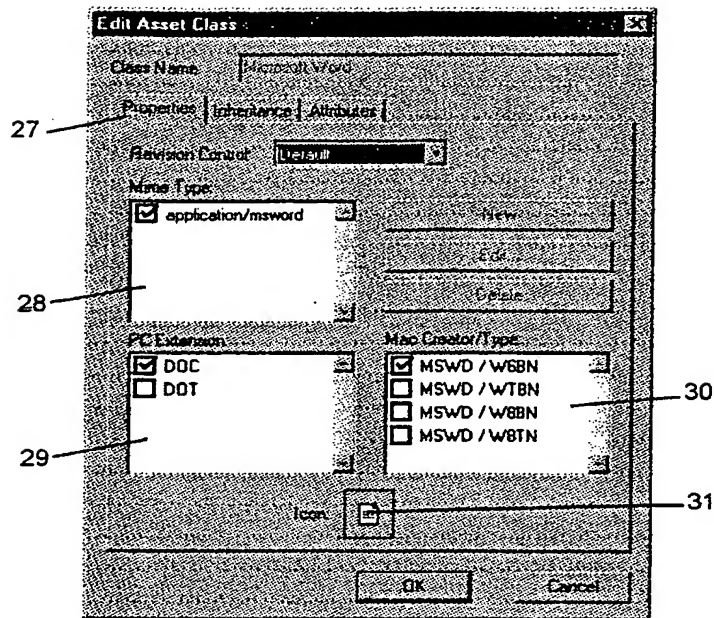 Edit Asset Class
Class Name Microsoft Word
Properties Inheritance Attributes
27
Revision Control Default
Mime Type:
application/msword
New
Edit...
Delete
28
PC Extension Mac Creator/Type:
DOC MSWD / W6BN
DOT MSWD / WTBN
MSWD / W8BN
MSWD / W8TN
30
29
Icon:
31
OK Cancel